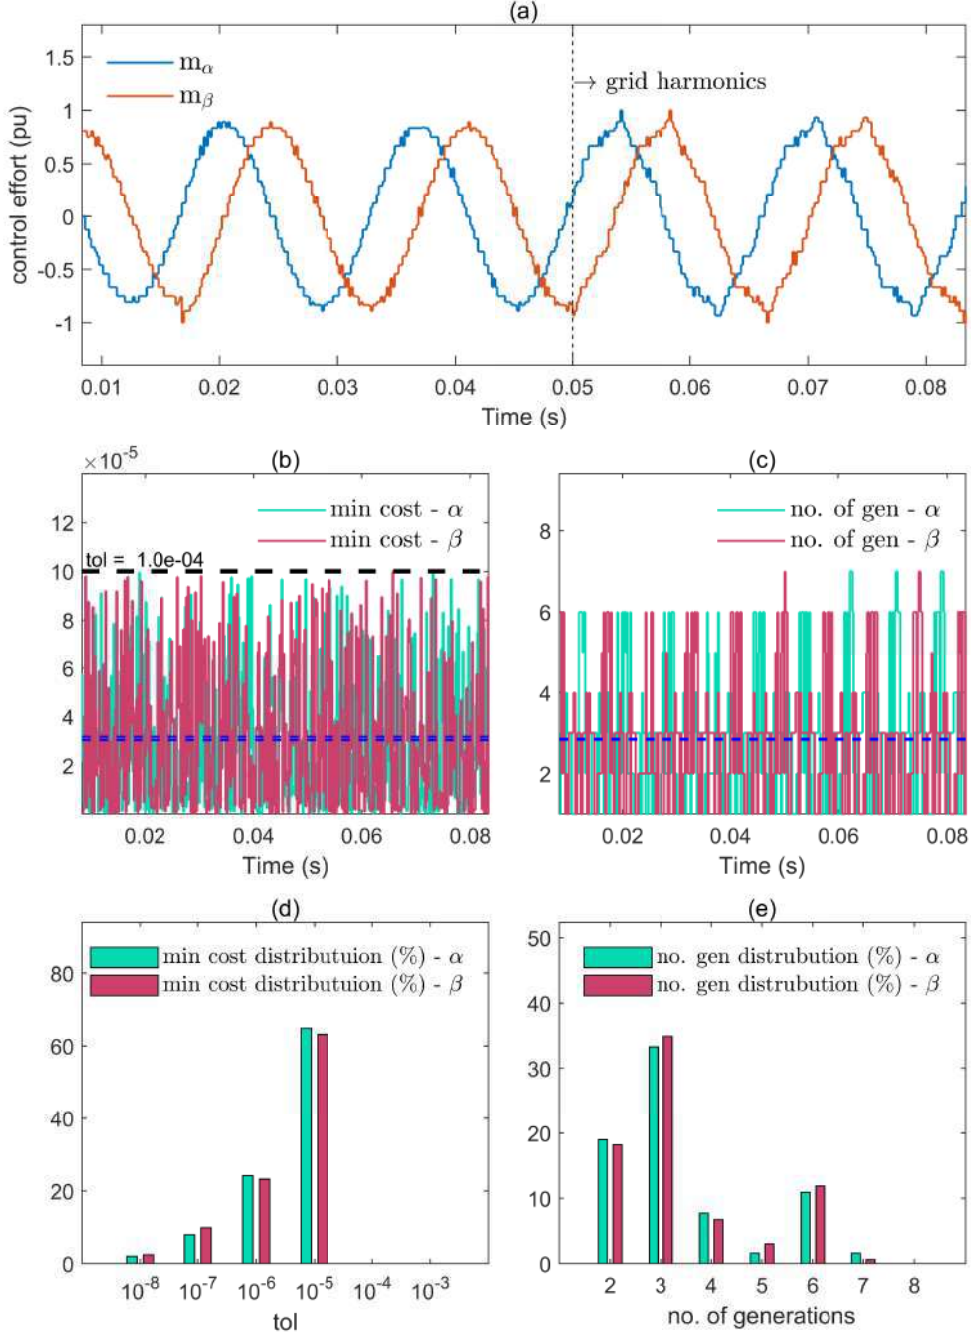 (a)
1.5
1
0.5
0
-0.5
-1
control effort (pu)
mα
mβ
→ grid harmonics
0.01 0.02 0.03 0.04 0.05 0.06 0.07 0.08
Time (s)
(b)
×10⁻⁵
12
10
8
6
4
2
min cost - α
min cost - β
tol = 1.0e-04
0.02 0.04 0.06 0.08
Time (s)
(c)
8
6
4
2
no. of gen - α
no. of gen - β
0.02 0.04 0.06 0.08
Time (s)
(d)
80
60
40
20
0
min cost distributuion (%) - α
min cost distributuion (%) - β
10⁻⁸ 10⁻⁷ 10⁻⁶ 10⁻⁵ 10⁻⁴ 10⁻³
tol
(e)
50
40
30
20
10
0
no. gen distrubution (%) - α
no. gen distrubution (%) - β
2 3 4 5 6 7 8
no. of generations